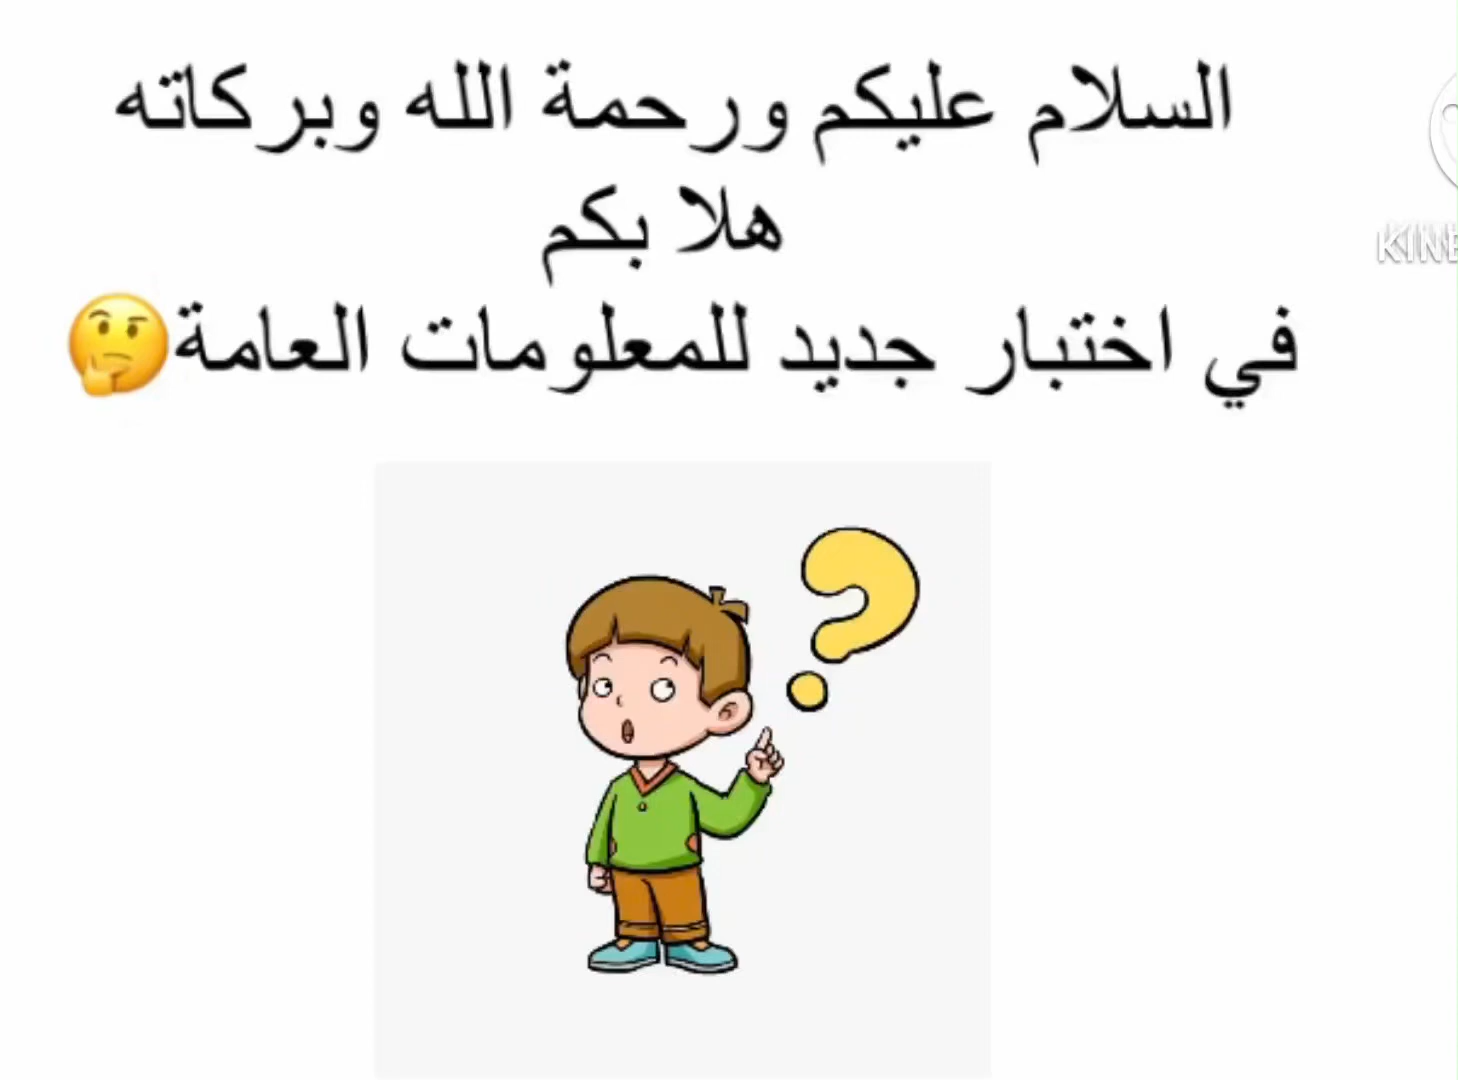 السلام عليكم ورحمة الله وبركاته
هلا بكم
في اختبار جديد للمعلومات العامة🤔